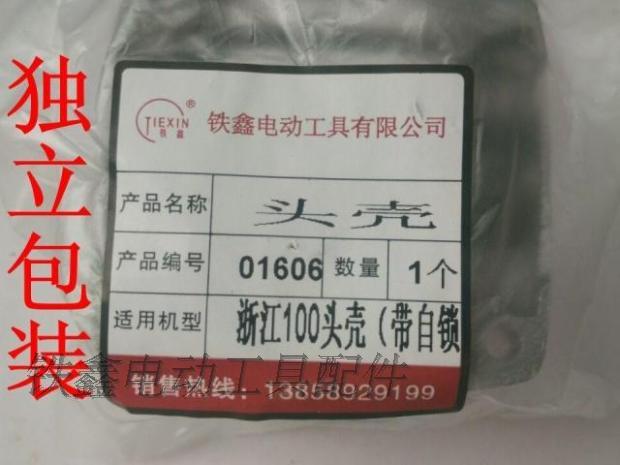 独立包装
TIEXIN®
铁鑫
铁鑫电动工具有限公司
产品名称 头壳
产品编号 01606 数量 1个
适用机型 浙江100头壳（带自锁
铁鑫电动工具配件
销售热线：13858929199